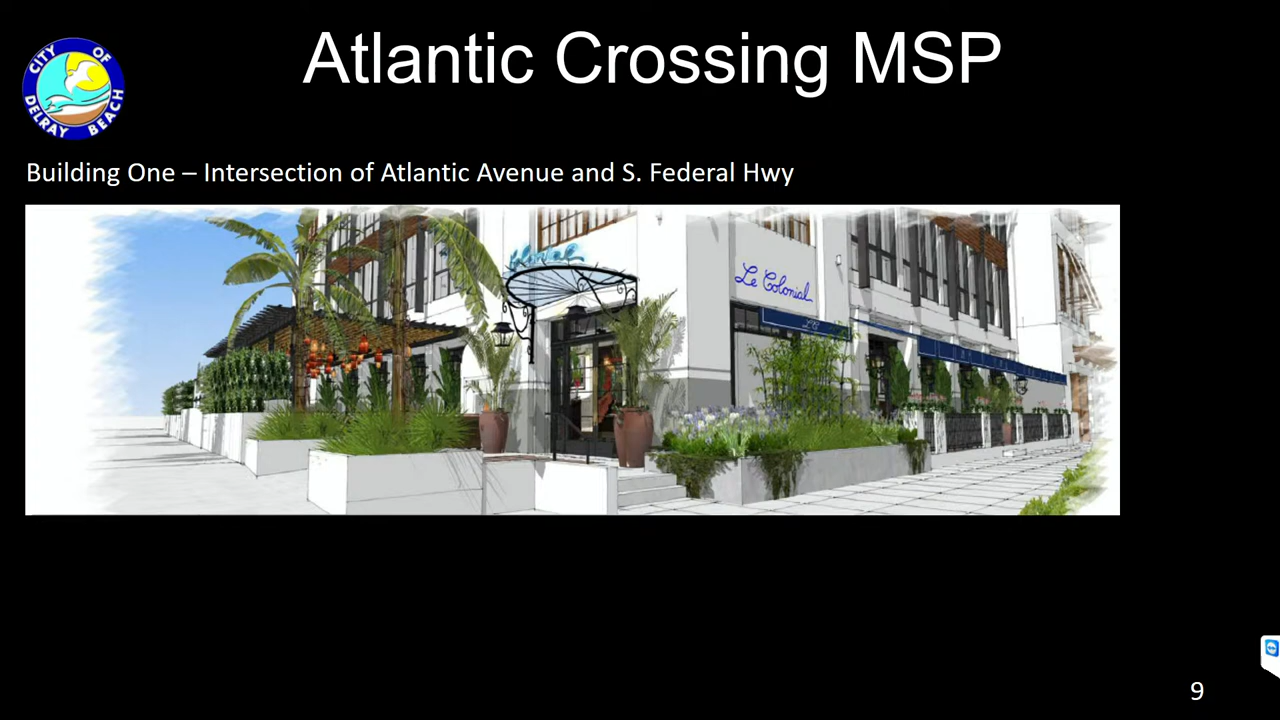 Atlantic Crossing MSP
CITY OF
DELRAY BEACH
Building One – Intersection of Atlantic Avenue and S. Federal Hwy
Le Colonial
9